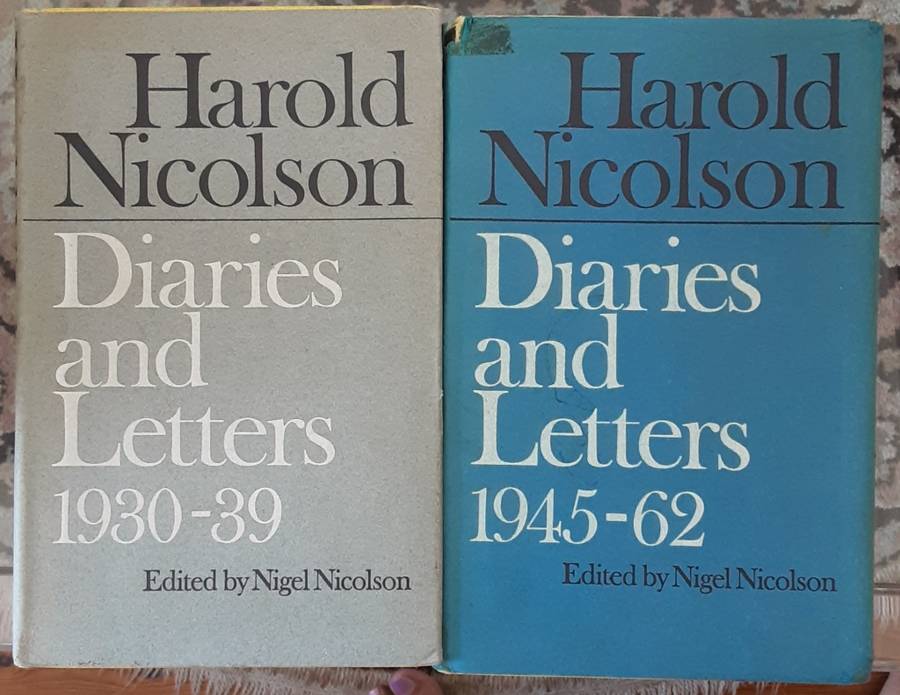 Harold
Nicolson
Diaries
and
Letters
1930-39
Edited by Nigel Nicolson
Harold
Nicolson
Diaries
and
Letters
1945-62
Edited by Nigel Nicolson